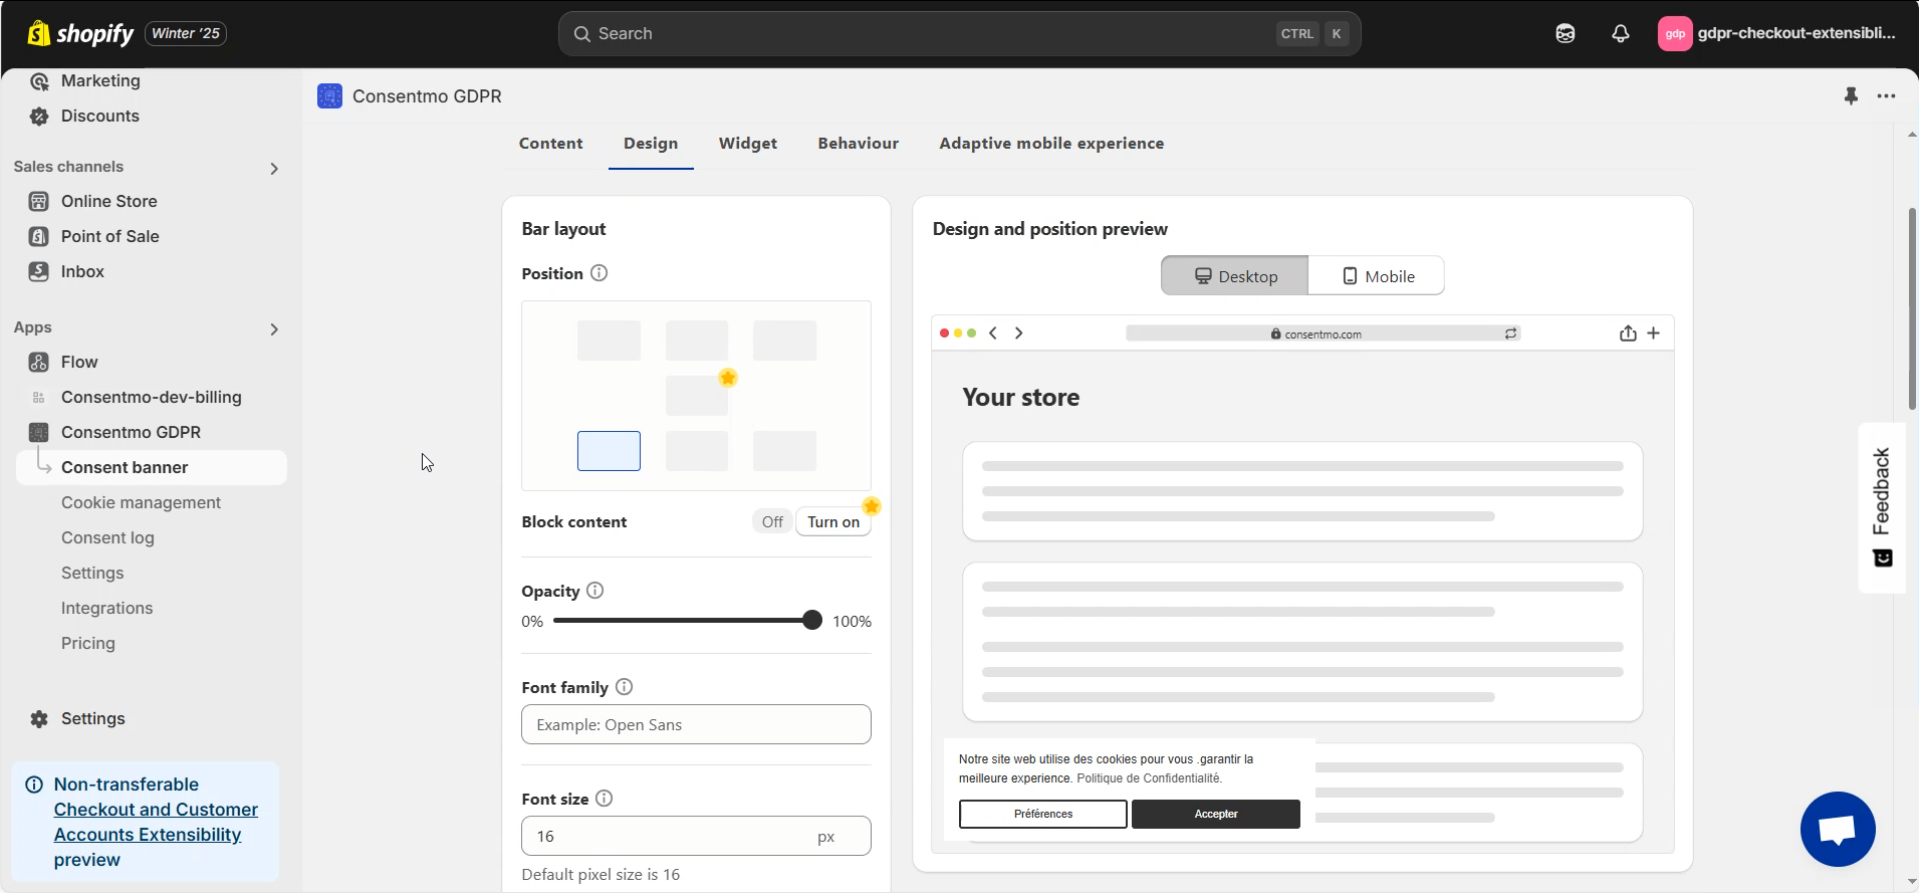 shopify Winter '25
Search CTRL K
gdp gdpr-checkout-extensibli...
Marketing
Discounts
Sales channels
Online Store
Point of Sale
Inbox
Apps
Flow
Consentmo-dev-billing
Consentmo GDPR
Consent banner
Cookie management
Consent log
Settings
Integrations
Pricing
Settings
Non-transferable
Checkout and Customer
Accounts Extensibility
preview
Consentmo GDPR
Content Design Widget Behaviour Adaptive mobile experience
Bar layout
Position
Block content Off Turn on
Opacity
0% 100%
Font family
Example: Open Sans
Font size
16 px
Default pixel size is 16
Design and position preview
Desktop Mobile
consentmo.com
Your store
Notre site web utilise des cookies pour vous .garantir la
meilleure experience. Politique de Confidentialité.
Préférences Accepter
Feedback